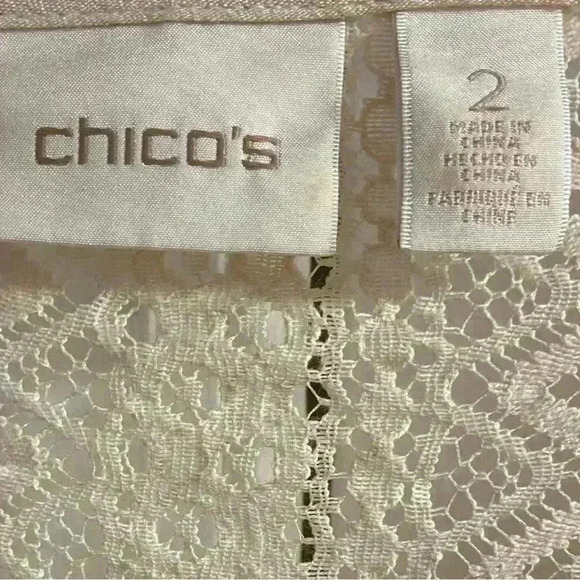 chico's
2
MADE IN
CHINA
HECHO EN
CHINA
FABRIQUÉ EN
CHINE